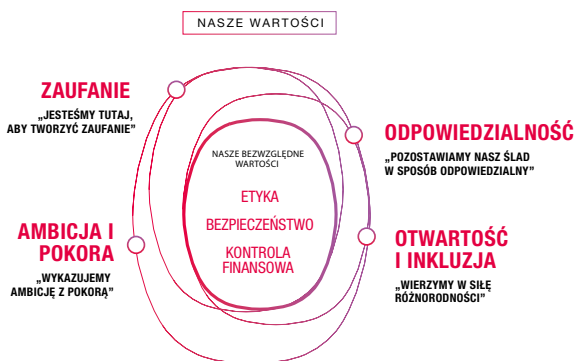 NASZE WARTOŚCI
ZAUFANIE
„JESTEŚMY TUTAJ,
ABY TWORZYĆ ZAUFANIE”
ODPOWIEDZIALNOŚĆ
„POZOSTAWIAMY NASZ ŚLAD
W SPOSÓB ODPOWIEDZIALNY”
NASZE BEZWZGLĘDNE
WARTOŚCI
ETYKA
BEZPIECZEŃSTWO
KONTROLA
FINANSOWA
AMBICJA I
POKORA
„WYKAZUJEMY
AMBICJĘ Z POKORĄ”
OTWARTOŚĆ
I INKLUZJA
„WIERZYMY W SIŁĘ
RÓŻNORODNOŚCI”